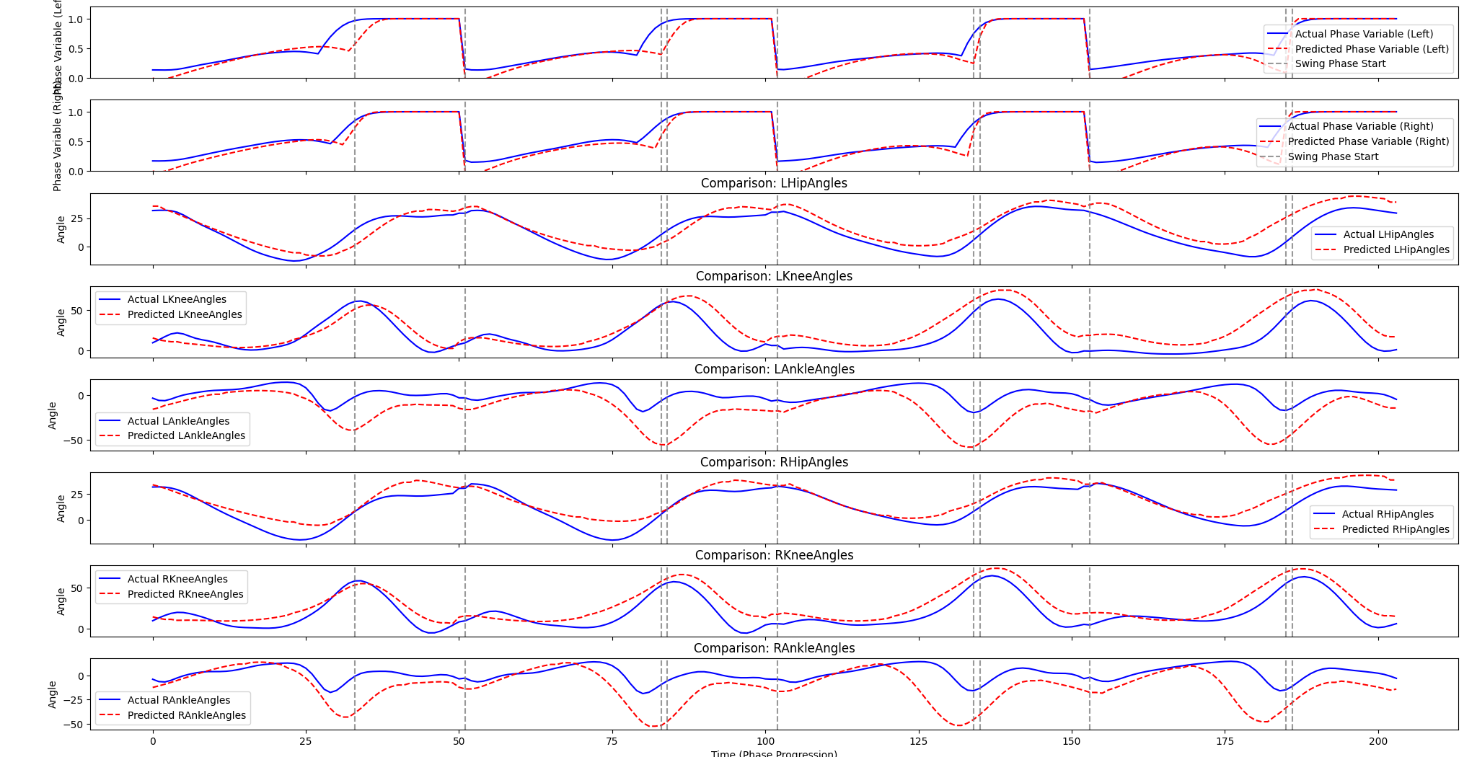 Phase Variable (Left)
1.0
0.5
0.0
Actual Phase Variable (Left)
Predicted Phase Variable (Left)
Swing Phase Start
Phase Variable (Right)
1.0
0.5
0.0
Actual Phase Variable (Right)
Predicted Phase Variable (Right)
Swing Phase Start
Comparison: LHipAngles
Angle
25
0
Actual LHipAngles
Predicted LHipAngles
Comparison: LKneeAngles
Angle
50
0
Actual LKneeAngles
Predicted LKneeAngles
Comparison: LAnkleAngles
Angle
0
−50
Actual LAnkleAngles
Predicted LAnkleAngles
Comparison: RHipAngles
Angle
25
0
Actual RHipAngles
Predicted RHipAngles
Comparison: RKneeAngles
Angle
50
0
Actual RKneeAngles
Predicted RKneeAngles
Comparison: RAnkleAngles
Angle
0
−25
−50
Actual RAnkleAngles
Predicted RAnkleAngles
0 25 50 75 100 125 150 175 200
Time (Phase Progression)